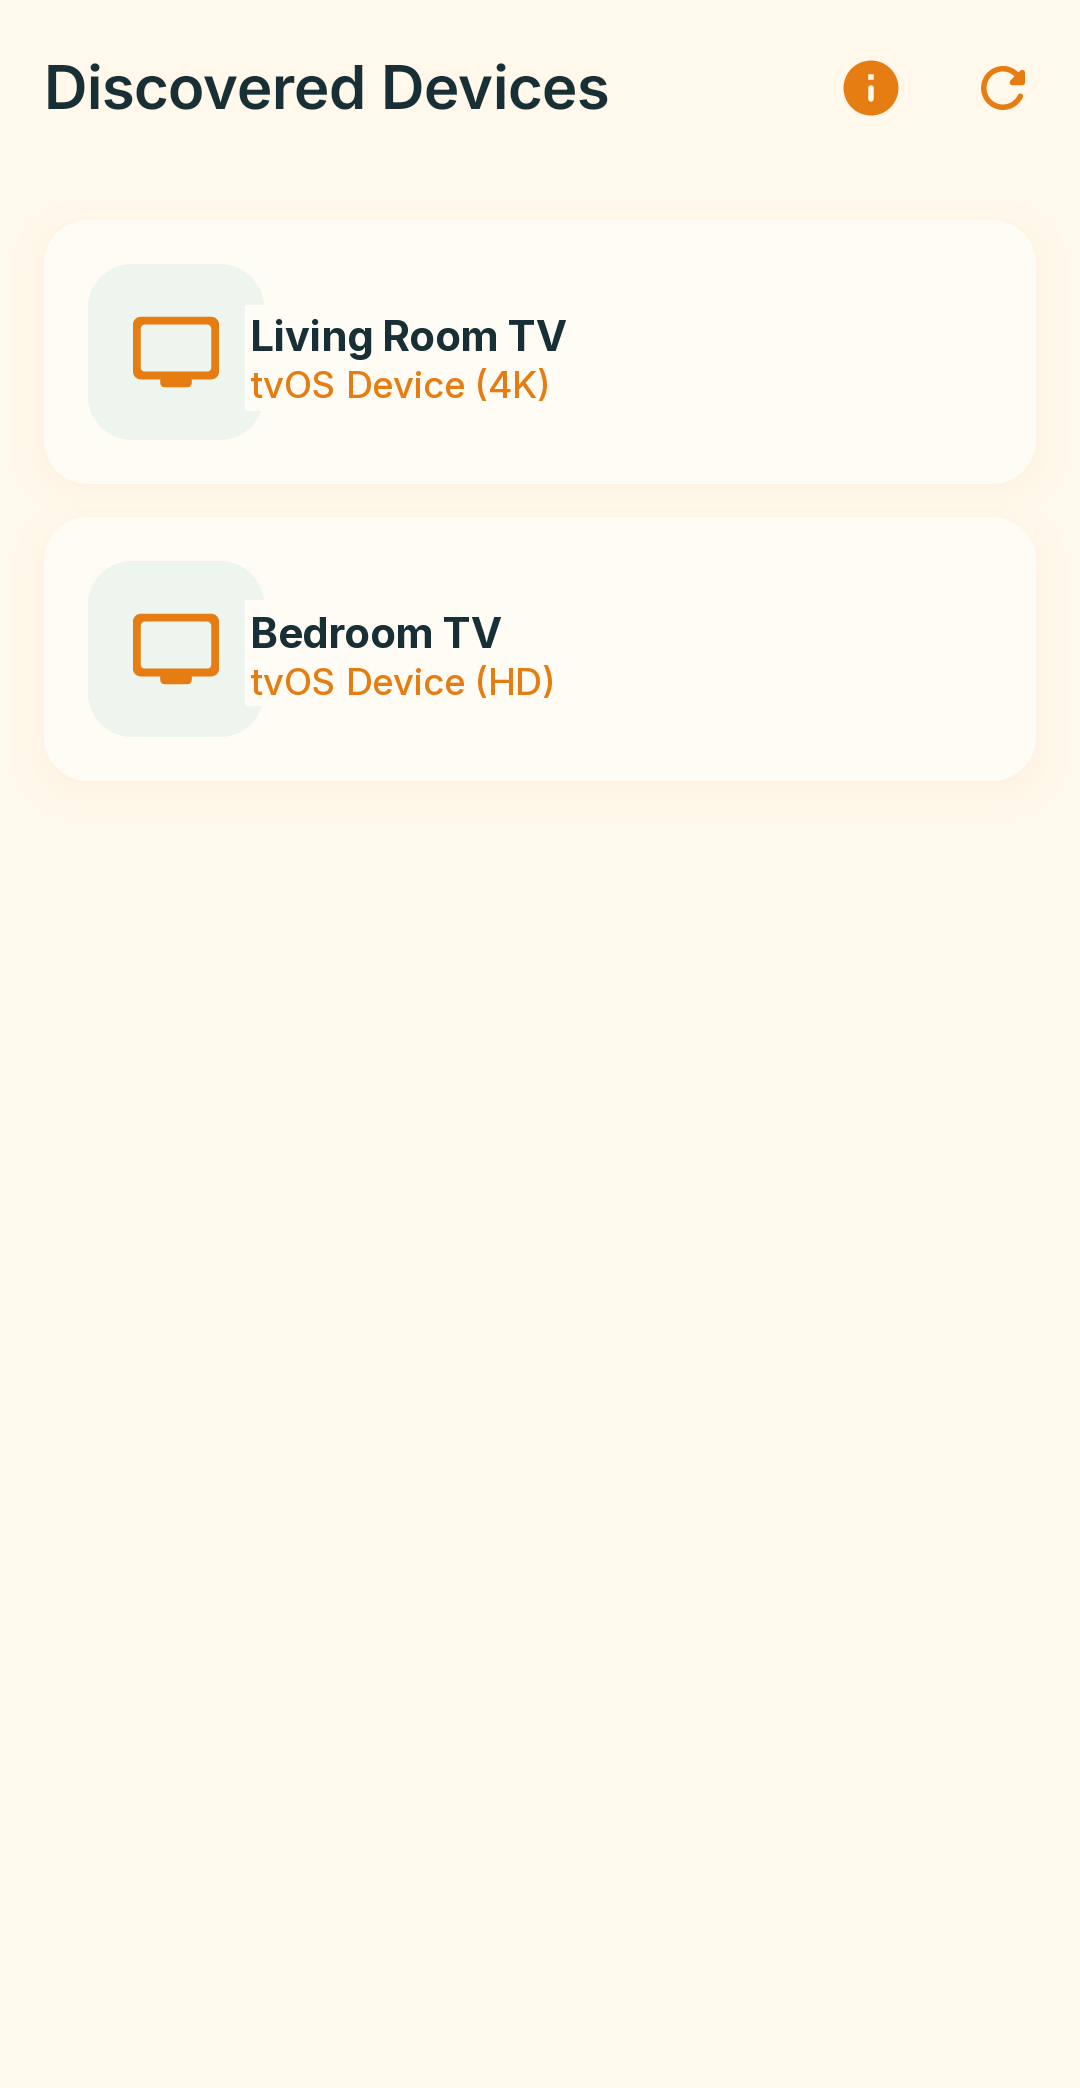 Discovered Devices
Living Room TV
tvOS Device (4K)
Bedroom TV
tvOS Device (HD)